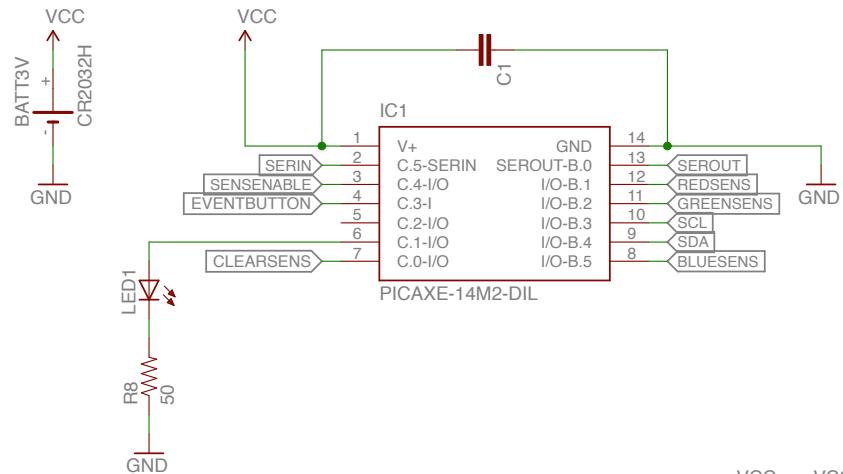 VCC
VCC
BATT3V
+
-
CR2032H
GND
C1
IC1
1 V+ GND 14
SERIN 2 C.5-SERIN SEROUT-B.0 13 SEROUT
SENSENABLE 3 C.4-I/O I/O-B.1 12 REDSENS
EVENTBUTTON 4 C.3-I I/O-B.2 11 GREENSENS
5 C.2-I/O I/O-B.3 10 SCL
6 C.1-I/O I/O-B.4 9 SDA
CLEARSENS 7 C.0-I/O I/O-B.5 8 BLUESENS
GND
PICAXE-14M2-DIL
LED1
R8
50
GND